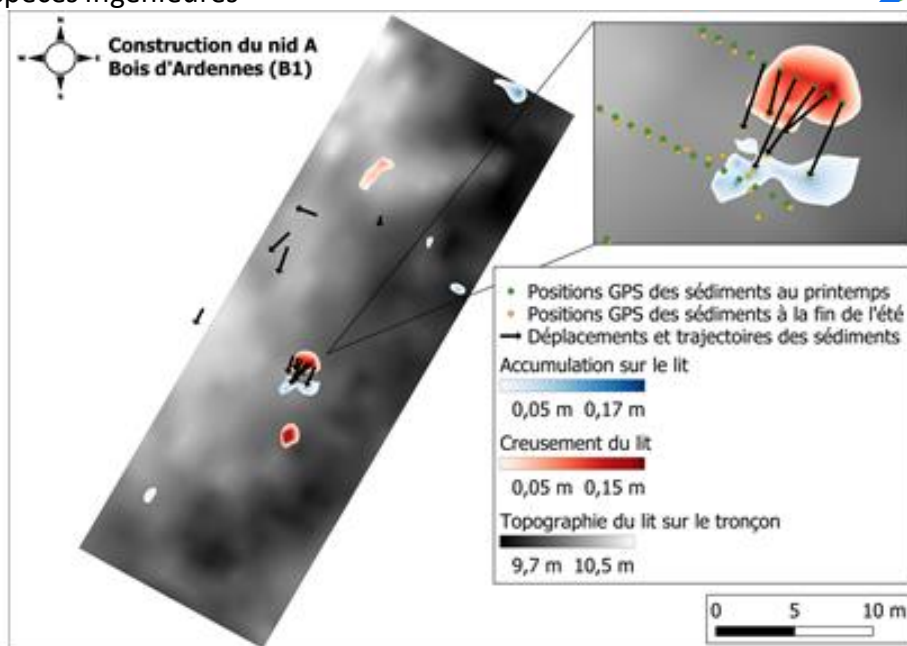 espèces ingénieures
Construction du nid A
Bois d'Ardennes (B1)
Positions GPS des sédiments au printemps
Positions GPS des sédiments à la fin de l'été
Déplacements et trajectoires des sédiments
Accumulation sur le lit
0,05 m 0,17 m
Creusement du lit
0,05 m 0,15 m
Topographie du lit sur le tronçon
9,7 m 10,5 m
0 5 10 m